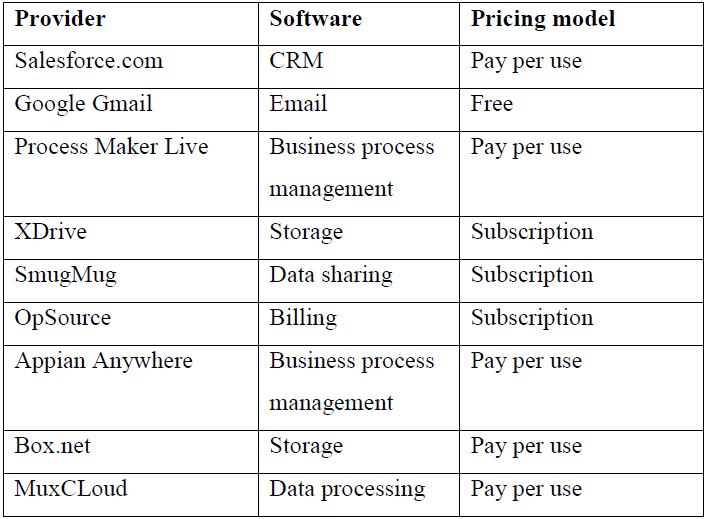 Provider Software Pricing model
Salesforce.com CRM Pay per use
Google Gmail Email Free
Process Maker Live Business process Pay per use
management
XDrive Storage Subscription
SmugMug Data sharing Subscription
OpSource Billing Subscription
Appian Anywhere Business process Pay per use
management
Box.net Storage Pay per use
MuxCLoud Data processing Pay per use